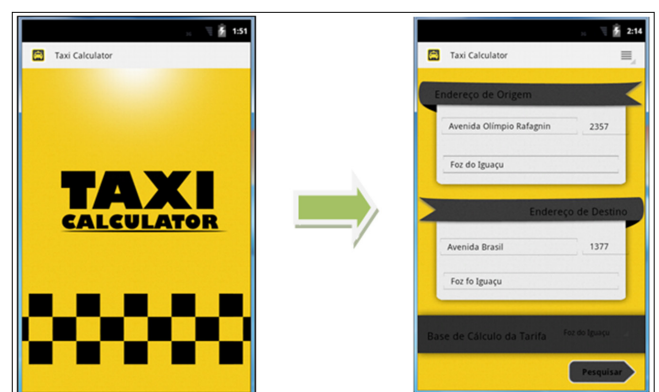 1:51
Taxi Calculator
TAXI
CALCULATOR
2:14
Taxi Calculator
Endereço de Origem
Avenida Olímpio Rafagnin 2357
Foz do Iguaçu
Endereço de Destino
Avenida Brasil 1377
Foz fo Iguaçu
Base de Cálculo da Tarifa Foz do Iguaçu
Pesquisar